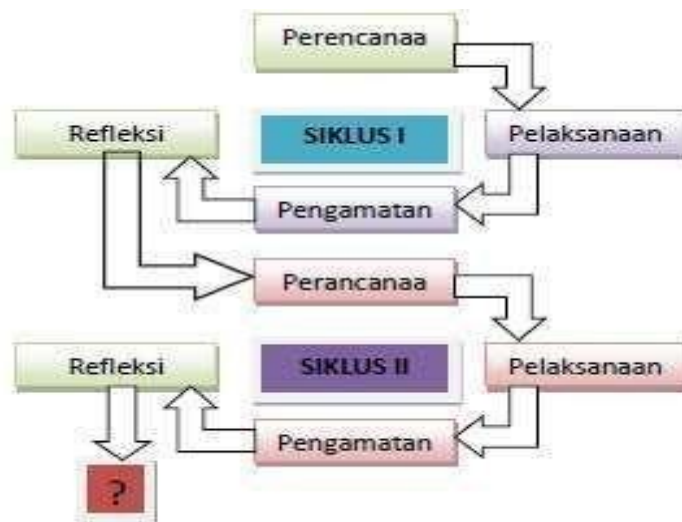 Perencanaa
Refleksi
SIKLUS I
Pelaksanaan
Pengamatan
Perancanaa
Refleksi
SIKLUS II
Pelaksanaan
Pengamatan
?